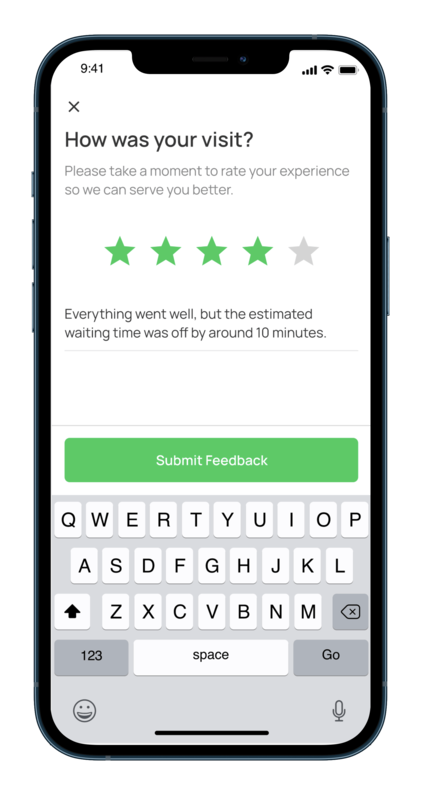 9:41
How was your visit?
Please take a moment to rate your experience
so we can serve you better.
Everything went well, but the estimated
waiting time was off by around 10 minutes.
Submit Feedback
Q W E R T Y U I O P
A S D F G H J K L
Z X C V B N M
123 space Go